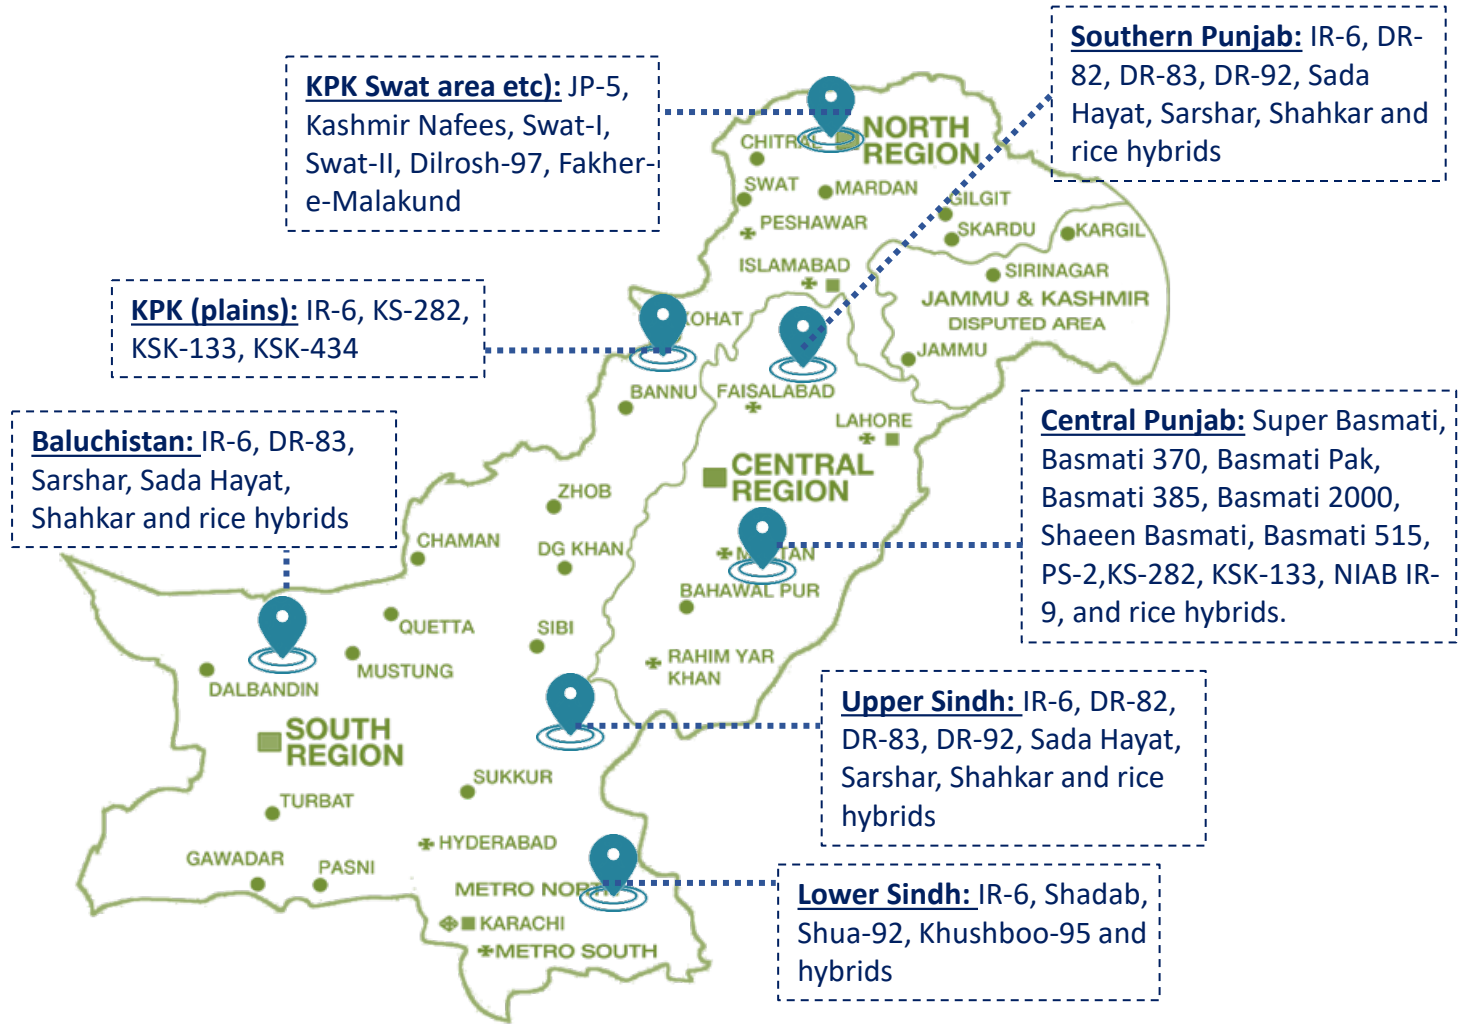 Southern Punjab: IR-6, DR-
82, DR-83, DR-92, Sada
Hayat, Sarshar, Shahkar and
rice hybrids
KPK Swat area etc): JP-5,
Kashmir Nafees, Swat-I,
Swat-II, Dilrosh-97, Fakher-
e-Malakund
KPK (plains): IR-6, KS-282,
KSK-133, KSK-434
Baluchistan: IR-6, DR-83,
Sarshar, Sada Hayat,
Shahkar and rice hybrids
Central Punjab: Super Basmati,
Basmati 370, Basmati Pak,
Basmati 385, Basmati 2000,
Shaeen Basmati, Basmati 515,
PS-2,KS-282, KSK-133, NIAB IR-
9, and rice hybrids.
Upper Sindh: IR-6, DR-82,
DR-83, DR-92, Sada Hayat,
Sarshar, Shahkar and rice
hybrids
Lower Sindh: IR-6, Shadab,
Shua-92, Khushboo-95 and
hybrids
NORTH
REGION
CHITRAL
SWAT
MARDAN
GILGIT
PESHAWAR
SKARDU
KARGIL
ISLAMABAD
SIRINAGAR
JAMMU & KASHMIR
DISPUTED AREA
KOHAT
JAMMU
BANNU
FAISALABAD
LAHORE
CENTRAL
REGION
ZHOB
CHAMAN
DG KHAN
MULTAN
BAHAWAL PUR
QUETTA
SIBI
MUSTUNG
RAHIM YAR
KHAN
DALBANDIN
SOUTH
REGION
SUKKUR
TURBAT
HYDERABAD
GAWADAR
PASNI
METRO NORTH
KARACHI
METRO SOUTH